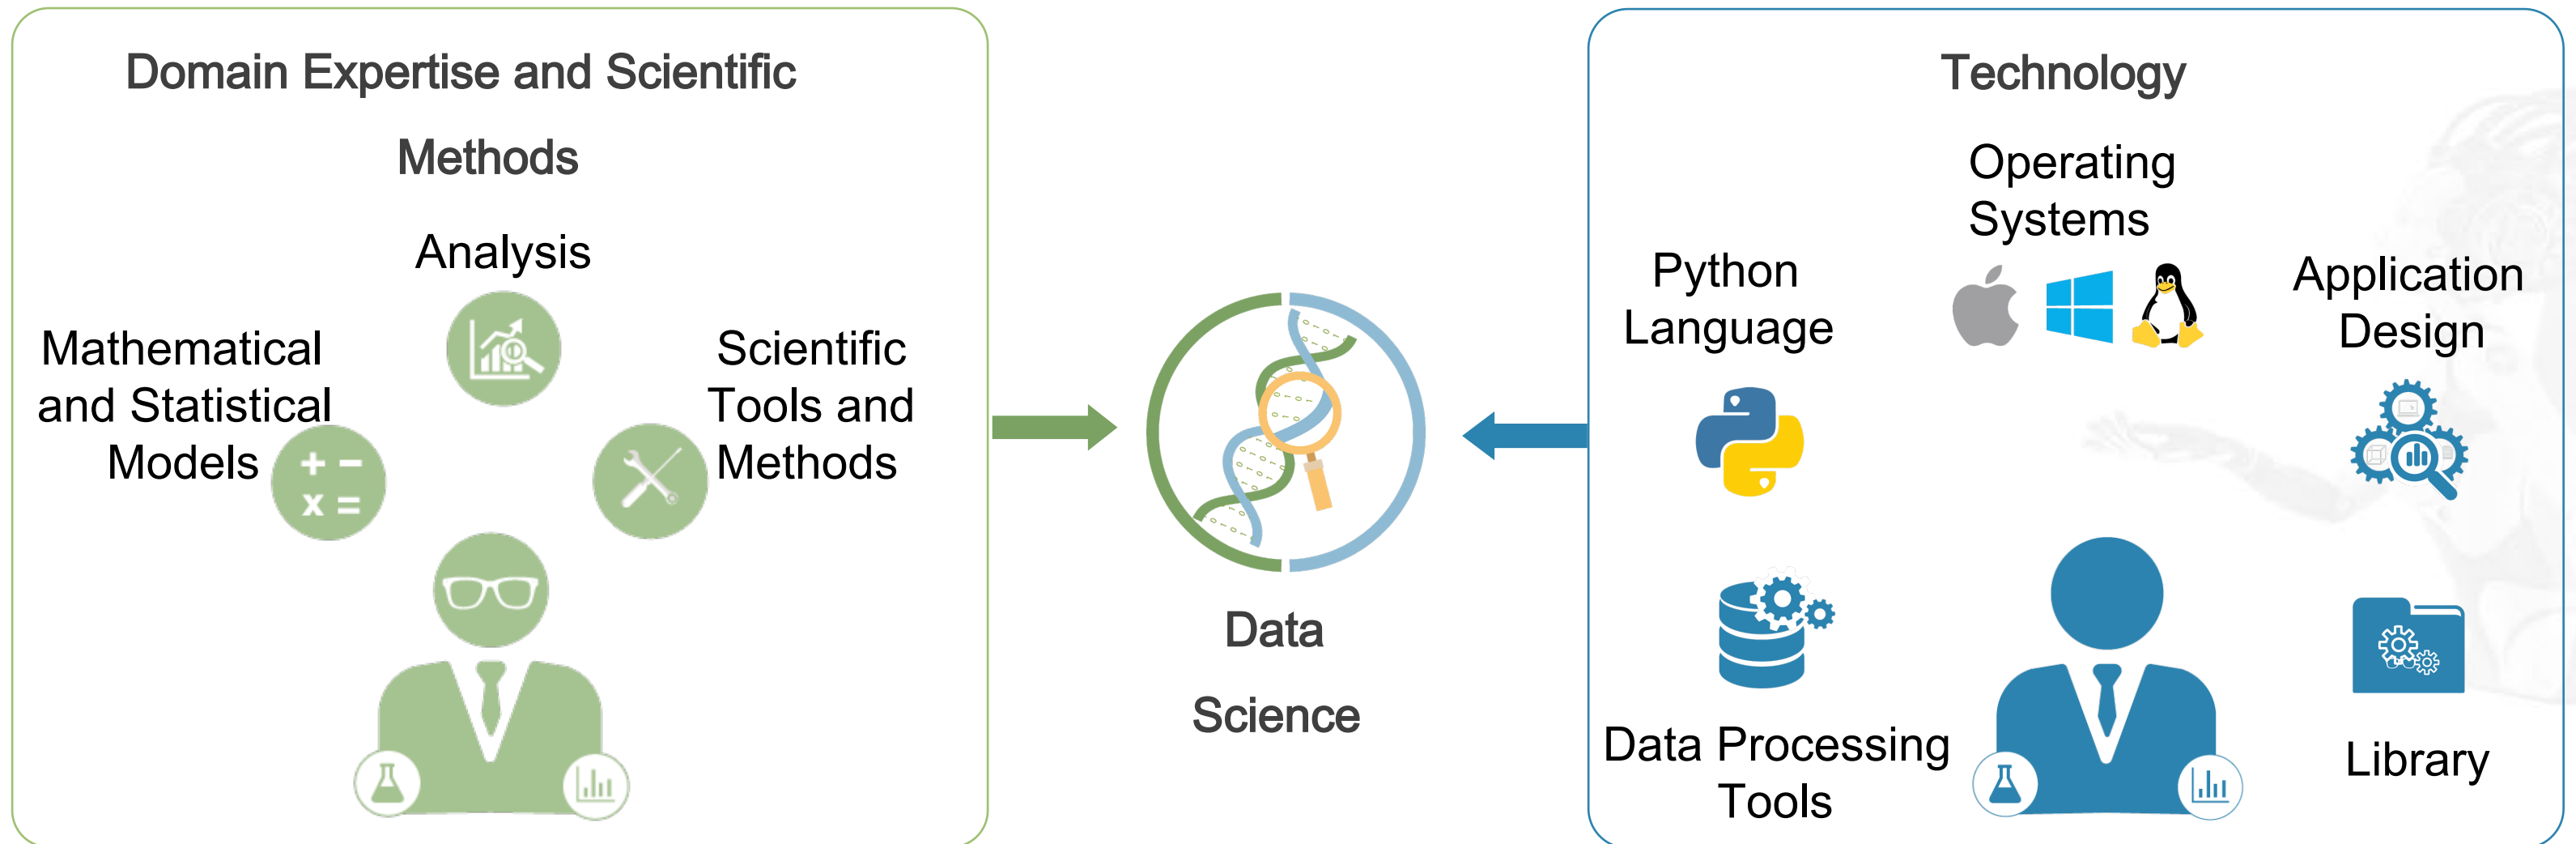 Domain Expertise and Scientific
Methods
Analysis
Mathematical
and Statistical
Models
Scientific
Tools and
Methods
Data
Science
Technology
Operating
Systems
Python
Language
Application
Design
Data Processing
Tools
Library